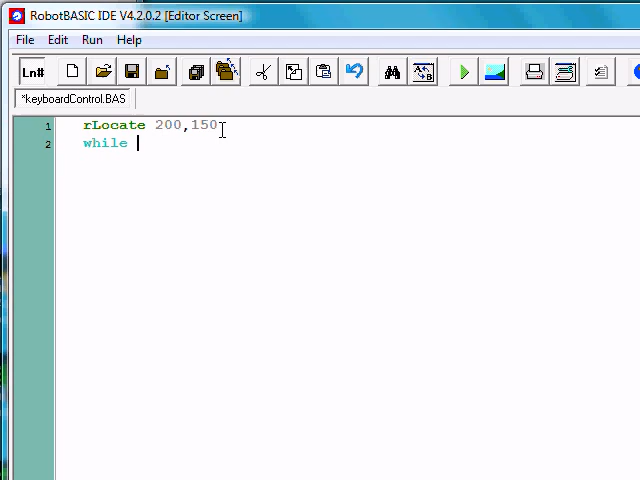 RobotBASIC IDE V4.2.0.2 [Editor Screen]
File Edit Run Help
Ln#
A B
*keyboardControl.BAS
1 rLocate 200,150
2 while